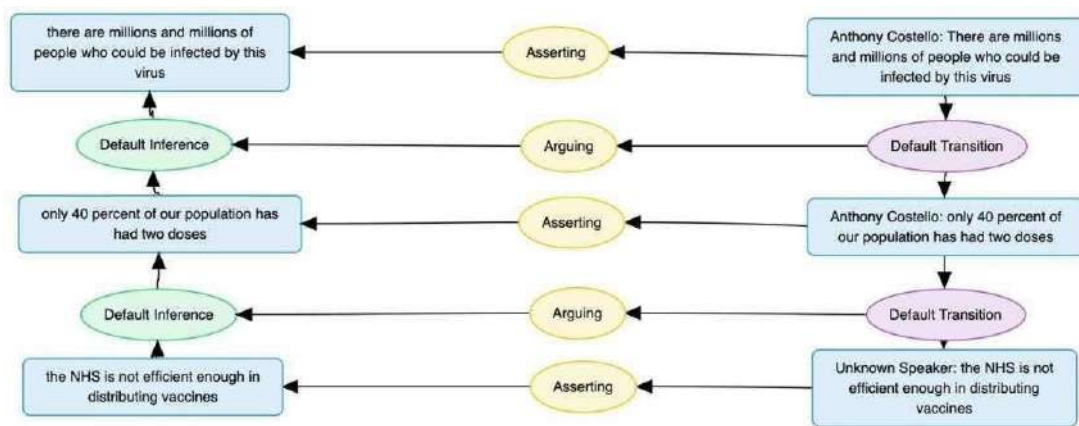 there are millions and millions of
people who could be infected by this
virus
Asserting
Anthony Costello: There are millions
and millions of people who could be
infected by this virus
Default Inference
Arguing
Default Transition
only 40 percent of our population has
had two doses
Asserting
Anthony Costello: only 40 percent of
our population has had two doses
Default Inference
Arguing
Default Transition
the NHS is not efficient enough in
distributing vaccines
Asserting
Unknown Speaker: the NHS is not
efficient enough in distributing
vaccines